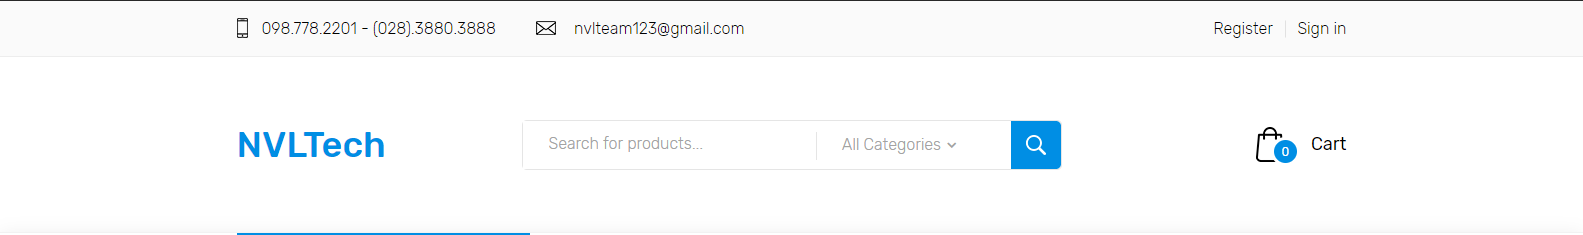 098.778.2201 - (028).3880.3888 nvlteam123@gmail.com Register Sign in
NVLTech Search for products... All Categories 0 Cart